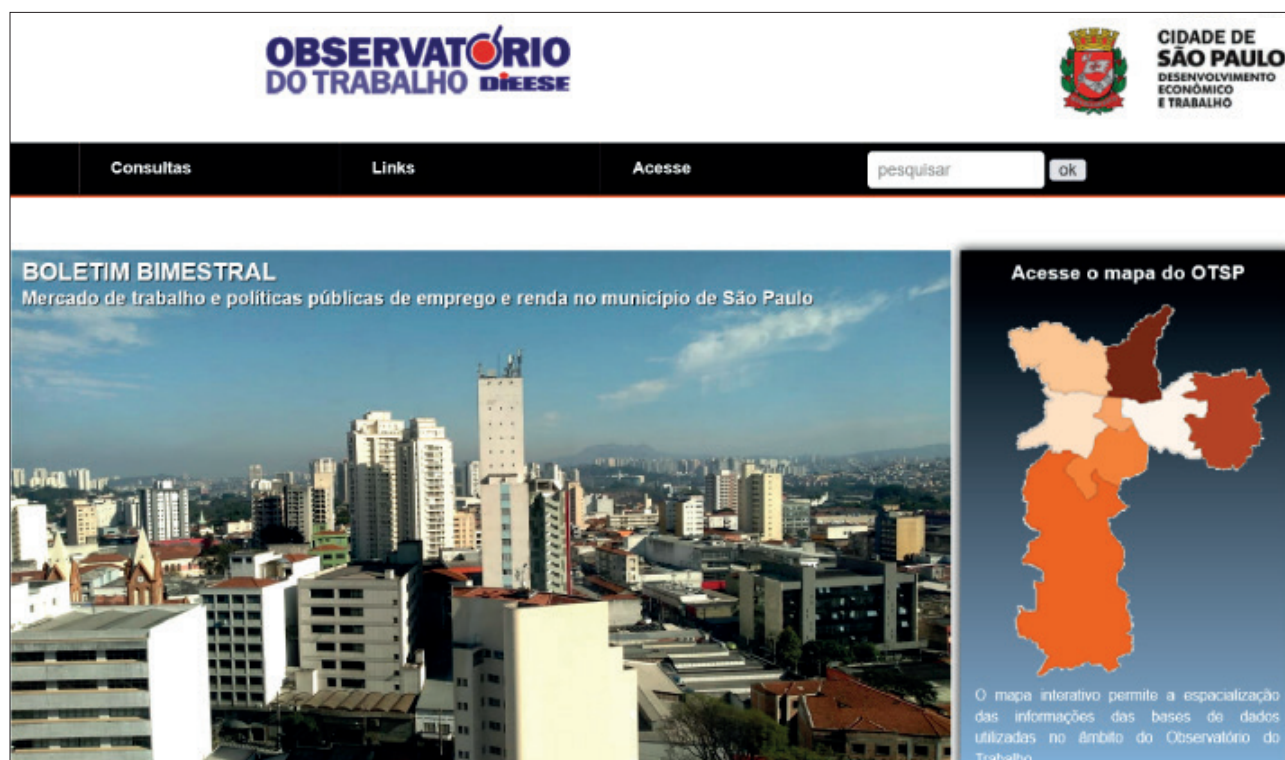 OBSERVATÓRIO
DO TRABALHO DIEESE
CIDADE DE
SÃO PAULO
DESENVOLVIMENTO
ECONÔMICO
E TRABALHO
Consultas
Links
Acesse
pesquisar
ok
BOLETIM BIMESTRAL
Mercado de trabalho e políticas públicas de emprego e renda no município de São Paulo
Acesse o mapa do OTSP
O mapa interativo permite a espacialização
das informações das bases de dados
utilizadas no âmbito do Observatório do
Trabalho